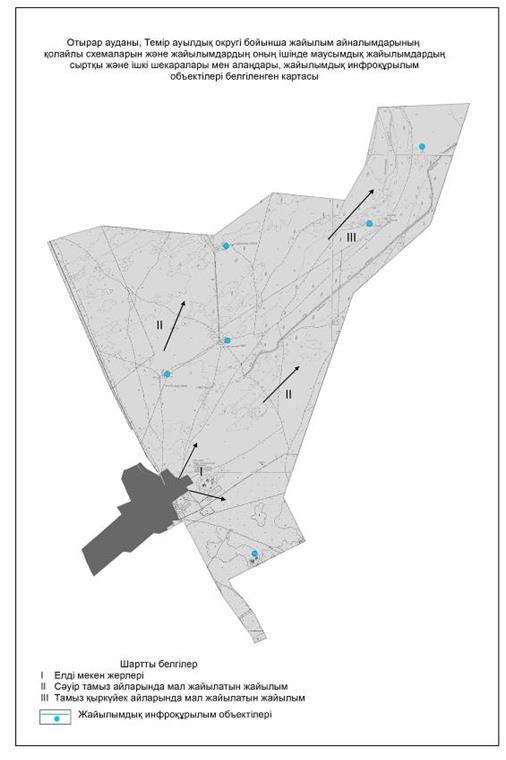 Отырар ауданы, Темір ауылдық округі бойынша жайылым айналымдарының
қолайлы схемаларын және жайылымдардың оның ішінде маусымдық жайылымдардың
сыртқы және ішкі шекаралары мен алаңдары, жайылымдық инфроқұрылым
объектілері белгіленген картасы
III
II
II
I
Шартты белгілер
I Елді мекен жерлері
II Сәуір тамыз айларында мал жайылатын жайылым
III Тамыз қыркүйек айларында мал жайылатын жайылым
Жайылымдық инфроқұрылым объектілері